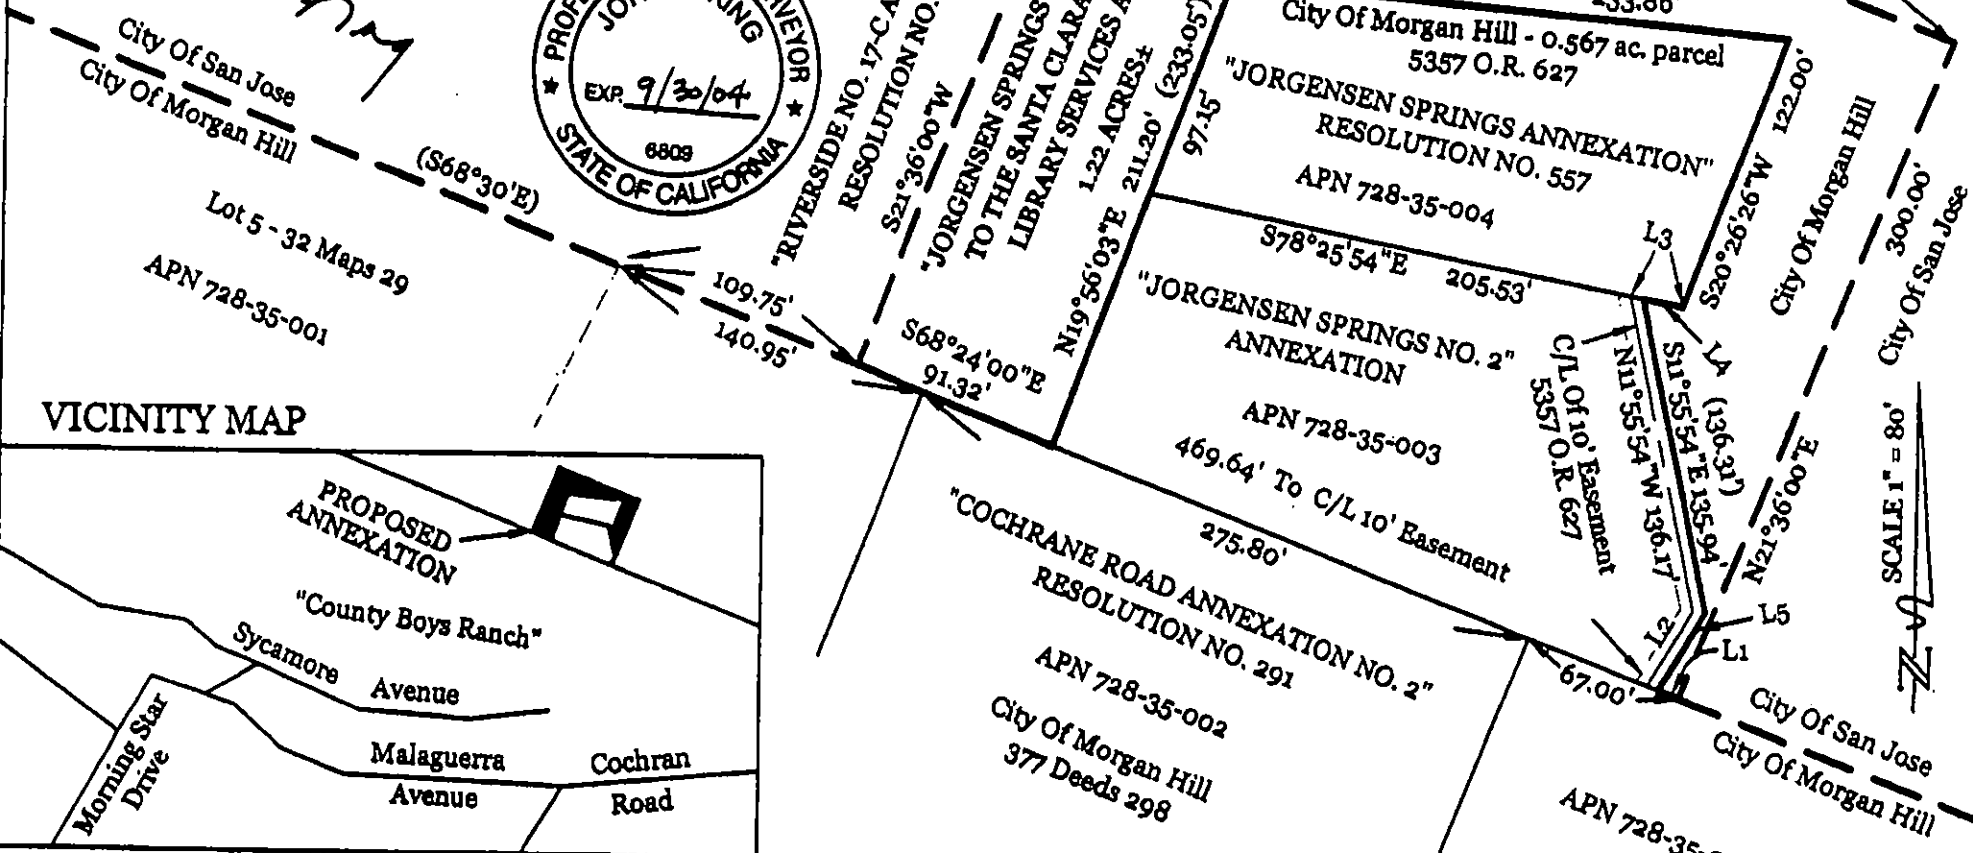 City Of San Jose
City Of Morgan Hill
(S68°30'E)
Lot 5 - 32 Maps 29
APN 728-35-001
EXP. 9/30/04
6809
STATE OF CALIFORNIA
109.75'
140.95'
"RIVERSIDE NO. 17-C
RESOLUTION NO.
S21°36'00"W
"JORGENSEN SPRINGS
TO THE SANTA CLARA
LIBRARY SERVICES
1.22 ACRES±
N19°56'03"E 211.20' (233.05')
97.15'
S68°24'00"E
91.32'
City Of Morgan Hill - 0.567 ac. parcel
5357 O.R. 627
"JORGENSEN SPRINGS ANNEXATION"
RESOLUTION NO. 557
APN 728-35-004
S78°25'54"E 205.53'
L3
S20°26'26"W 122.00'
City Of Morgan Hill
300.00'
City Of San Jose
"JORGENSEN SPRINGS NO. 2"
ANNEXATION
APN 728-35-003
469.64' To C/L 10' Easement
275.80'
C/L Of 10' Easement
5357 O.R. 627
N11°55'54"W 136.17'
S11°55'54"E 135.94'
(136.31')
L4
N21°36'00"E
SCALE 1" = 80'
L2
L5
L1
67.00'
"COCHRANE ROAD ANNEXATION NO. 2"
RESOLUTION NO. 291
APN 728-35-002
City Of Morgan Hill
377 Deeds 298
City Of San Jose
City Of Morgan Hill
APN 728-35-
VICINITY MAP
PROPOSED
ANNEXATION
"County Boys Ranch"
Sycamore Avenue
Malaguerra
Avenue
Cochran
Road
Morning Star
Drive